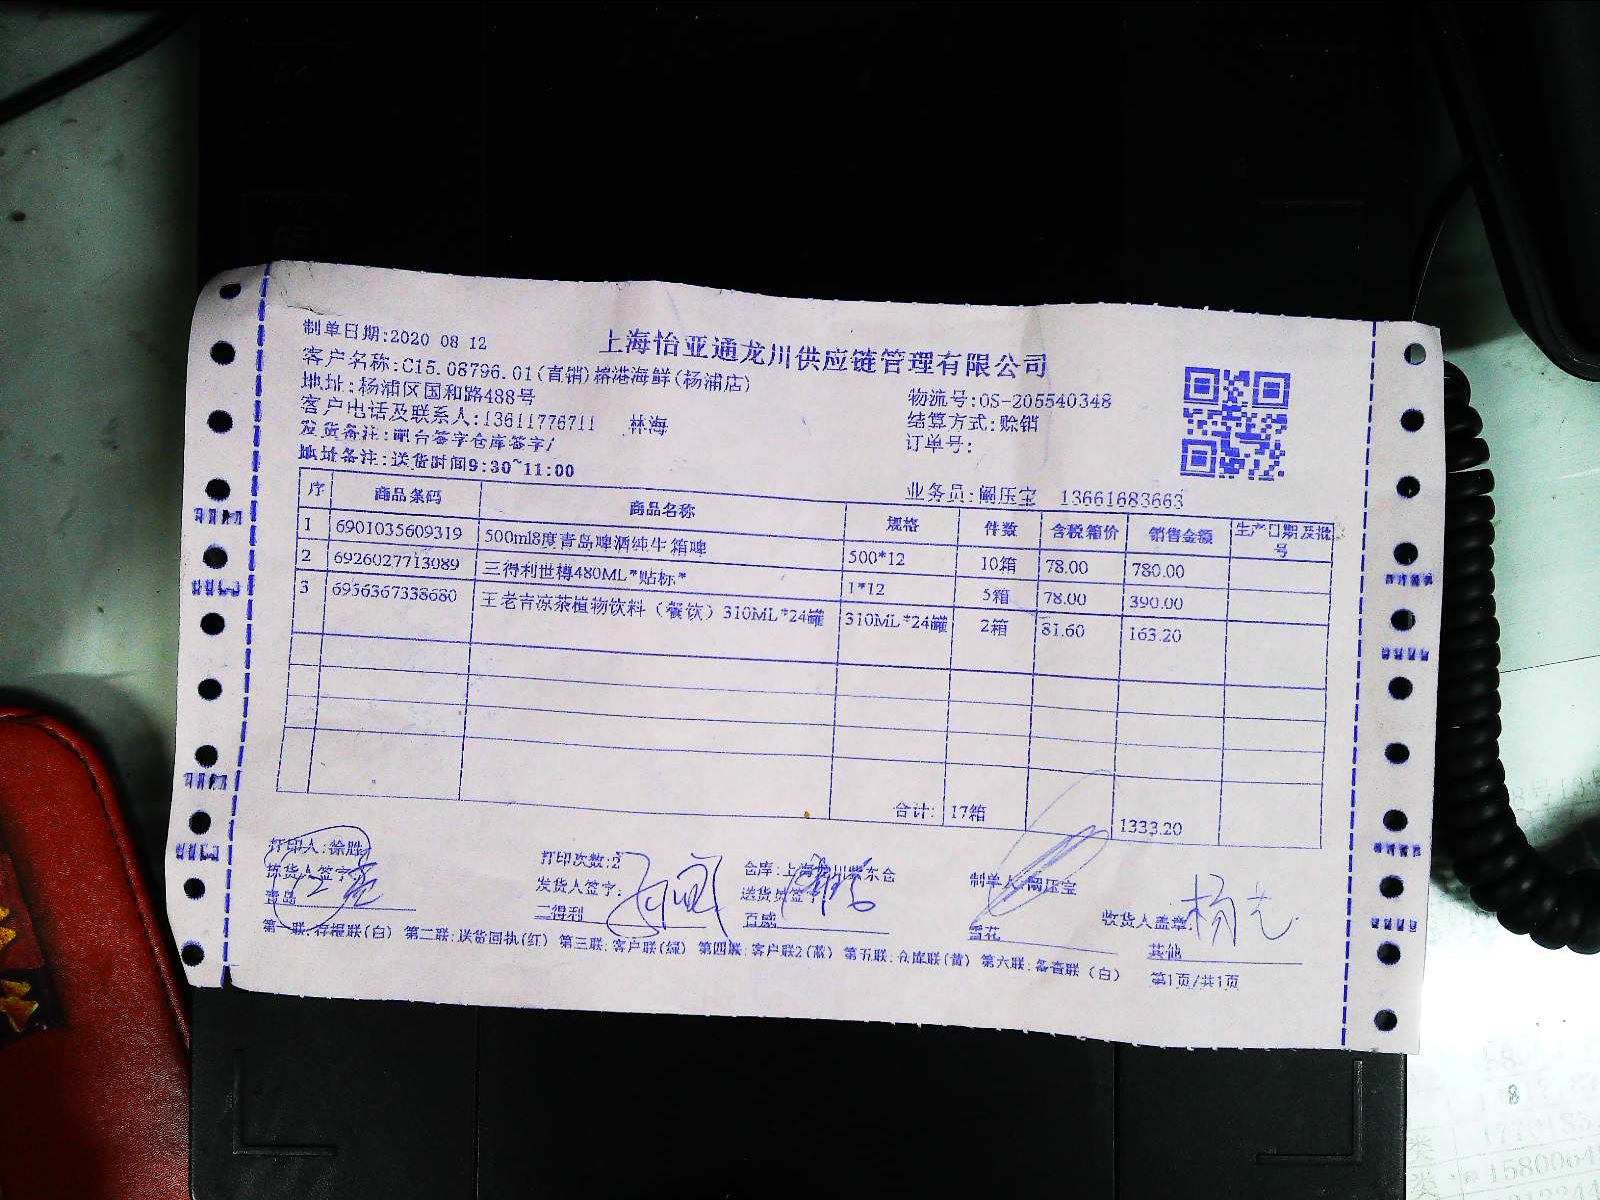 制单日期:2020 08 12
上海怡亚通龙川供应链管理有限公司
客户名称:C15.08796.01(直销)榕港海鲜(杨浦店)
地址:杨浦区国和路488号
物流号:OS-205540348
客户电话及联系人:13611776711 林海
结算方式:赊销
发货备注:前台签字仓库签字/
订单号:
地址备注:送货时间9:30~11:00
业务员:阚压宝 13661683663
序 商品条码 商品名称 规格 件数 含税箱价 销售金额 生产日期及批号
1 6901035609319 500ml8度青岛啤酒纯生箱啤 500*12 10箱 78.00 780.00
2 6926027713089 三得利世樽480ML*贴标* 1*12 5箱 78.00 390.00
3 6956367338680 王老吉凉茶植物饮料（餐饮）310ML*24罐 310ML*24罐 2箱 81.60 163.20
合计: 17箱 1333.20
打印人:徐胜 打印次数:2 仓库:上海龙川浦东仓 制单人:阚压宝
拣货人签字: 发货人签字: 送货员签字: 收货人盖章: 杨
青岛 三得利 百威 雪花 其他
第一联:存根联(白) 第二联:送货回执(红) 第三联:客户联(绿) 第四联:客户联2(蓝) 第五联:仓库联(黄) 第六联:备查联（白） 第1页/共1页